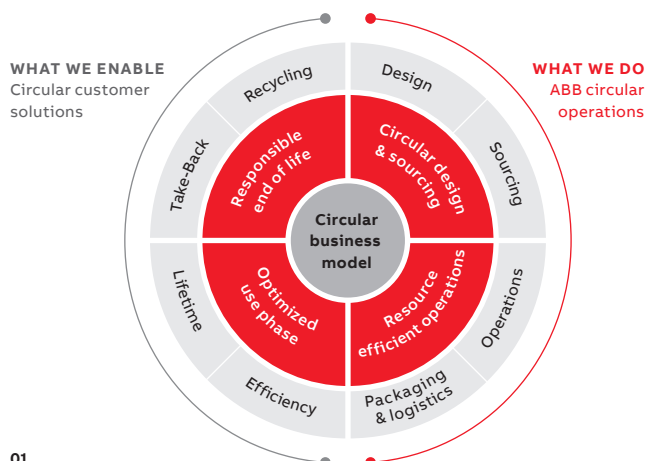 WHAT WE ENABLE
Circular customer
solutions
WHAT WE DO
ABB circular
operations
Recycling
Design
Take-Back
Sourcing
Responsible
end of life
Circular design
& sourcing
Circular
business
model
Optimized
use phase
Resource
efficient operations
Lifetime
Operations
Efficiency
Packaging
& logistics
01